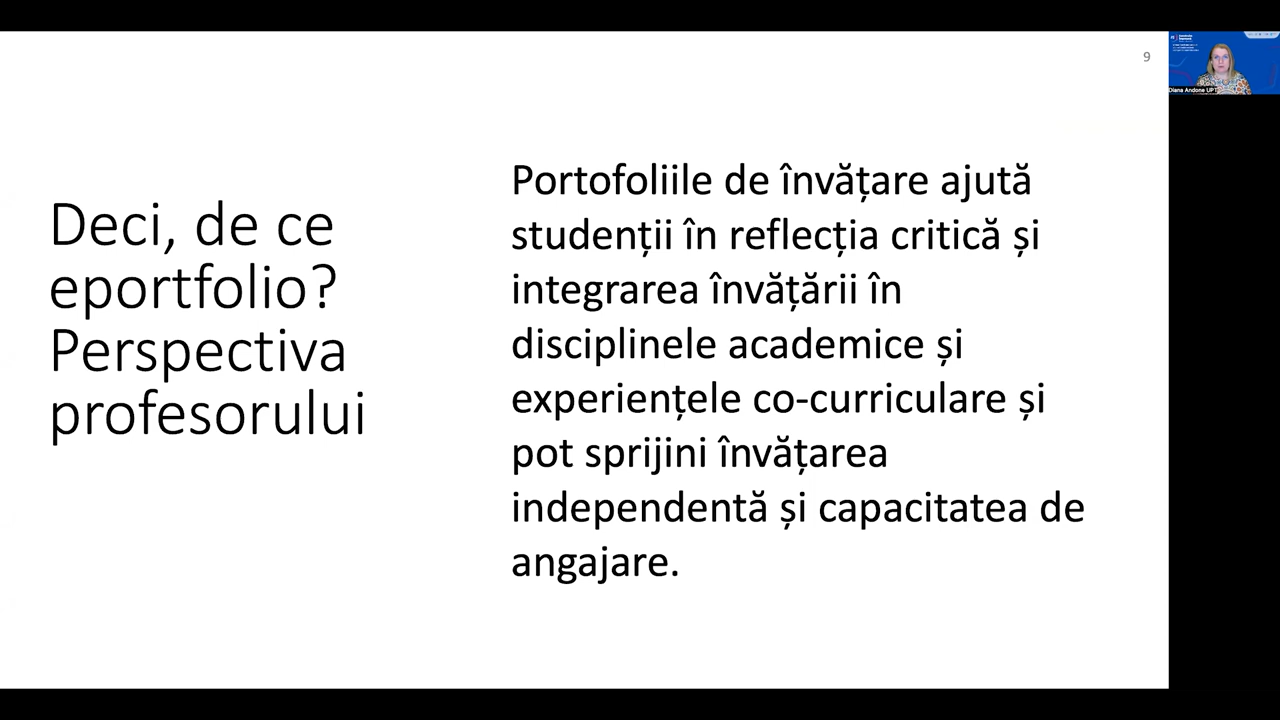 9
Deci, de ce
eportfolio?
Perspectiva
profesorului
Portofoliile de învățare ajută
studenții în reflecția critică și
integrarea învățării în
disciplinele academice și
experiențele co-curriculare și
pot sprijini învățarea
independentă și capacitatea de
angajare.
Diana Andone UPT